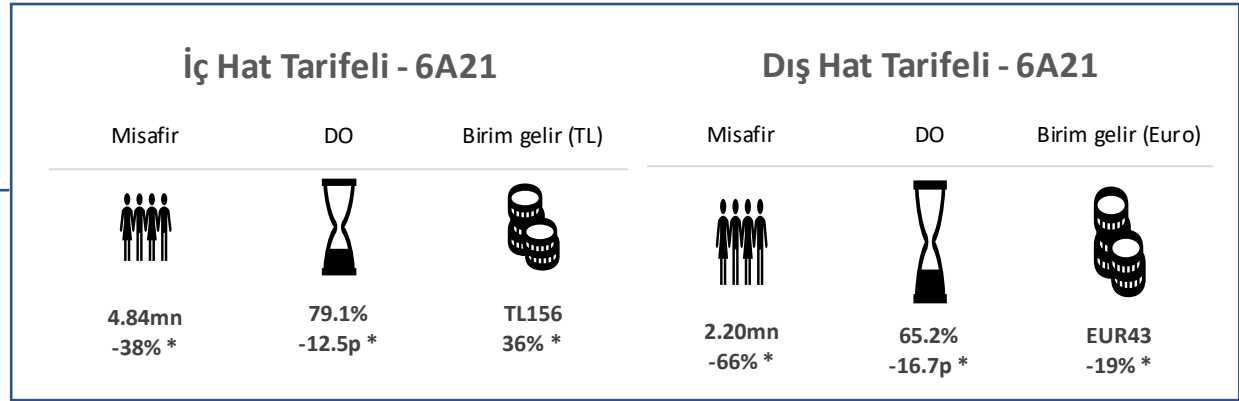 İç Hat Tarifeli - 6A21
Misafir DO Birim gelir (TL)
4.84mn 79.1% TL156
-38% * -12.5p * 36% *
Dış Hat Tarifeli - 6A21
Misafir DO Birim gelir (Euro)
2.20mn 65.2% EUR43
-66% * -16.7p * -19% *